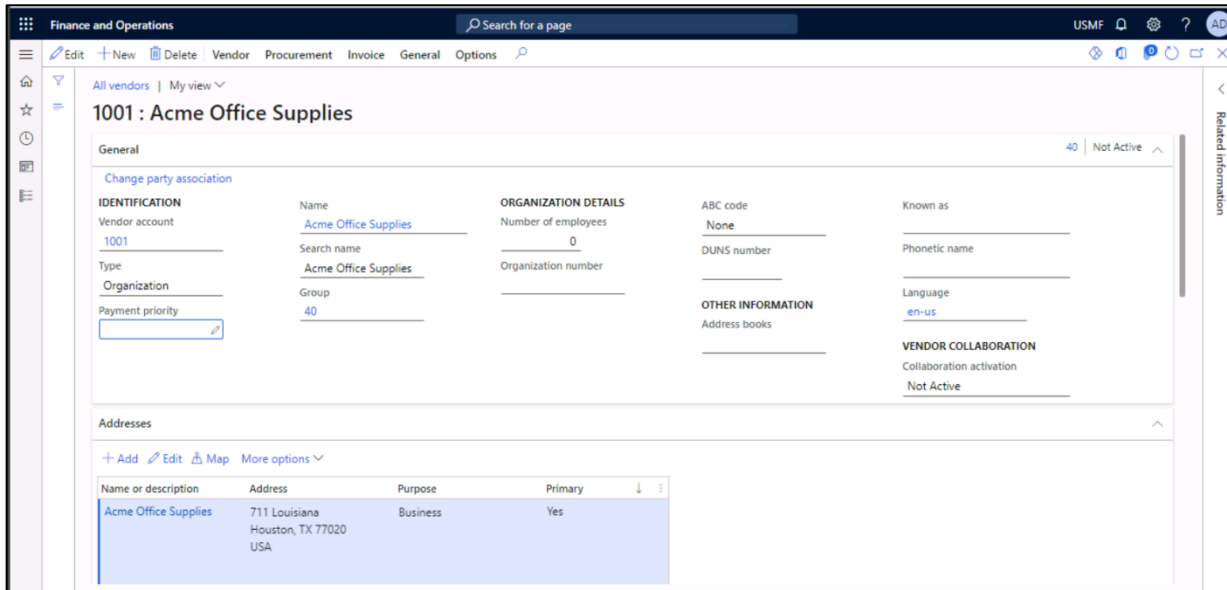 Finance and Operations
Search for a page
USMF
?
AD
Edit
New
Delete
Vendor
Procurement
Invoice
General
Options
0
All vendors | My view
1001 : Acme Office Supplies
General
40 | Not Active
Change party association
IDENTIFICATION
Vendor account
1001
Type
Organization
Payment priority
Name
Acme Office Supplies
Search name
Acme Office Supplies
Group
40
ORGANIZATION DETAILS
Number of employees
0
Organization number
ABC code
None
DUNS number
OTHER INFORMATION
Address books
Known as
Phonetic name
Language
en-us
VENDOR COLLABORATION
Collaboration activation
Not Active
Related information
Addresses
Add
Edit
Map
More options
Name or description
Address
Purpose
Primary
Acme Office Supplies
711 Louisiana
Houston, TX 77020
USA
Business
Yes